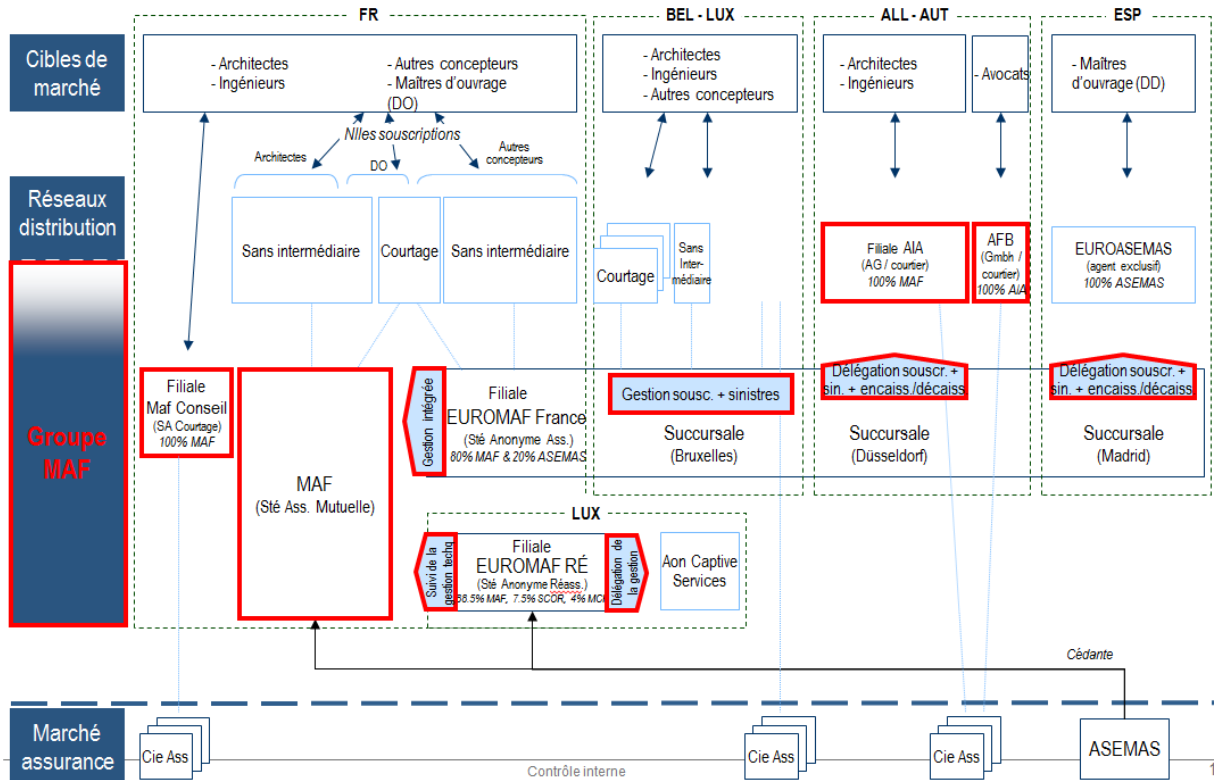 FR
BEL - LUX
ALL - AUT
ESP
Cibles de
marché
- Architectes
- Ingénieurs
- Autres concepteurs
- Maîtres d'ouvrage
(DO)
- Architectes
- Ingénieurs
- Autres concepteurs
- Architectes
- Ingénieurs
- Avocats
- Maîtres
d'ouvrage (DD)
Nlles souscriptions
Architectes
DO
Autres
concepteurs
Réseaux
distribution
Sans intermédiaire
Courtage
Sans intermédiaire
Courtage
Sans
Inter-
médiaire
Filiale AIA
(AG / courtier)
100% MAF
AFB
(Gmbh /
courtier)
100% AIA
EUROASEMAS
(agent exclusif)
100% ASEMAS
Groupe
MAF
Filiale
Maf Conseil
(SA Courtage)
100% MAF
MAF
(Sté Ass. Mutuelle)
Gestion intégrée
Filiale
EUROMAF France
(Sté Anonyme Ass.)
80% MAF & 20% ASEMAS
Gestion sousc. + sinistres
Succursale
(Bruxelles)
Délégation souscr. +
sin. + encaiss./décaiss.
Succursale
(Düsseldorf)
Délégation souscr. +
sin. + encaiss./décaiss.
Succursale
(Madrid)
LUX
Suivi de la
gestion techq
Filiale
EUROMAF RÉ
(Sté Anonyme Réass.)
MAF, 7.5% SCOR, 4%
Délégation de
la gestion
Aon Captive
Services
Cédante
Marché
assurance
Cie Ass
Cie Ass
Cie Ass
ASEMAS
Contrôle interne